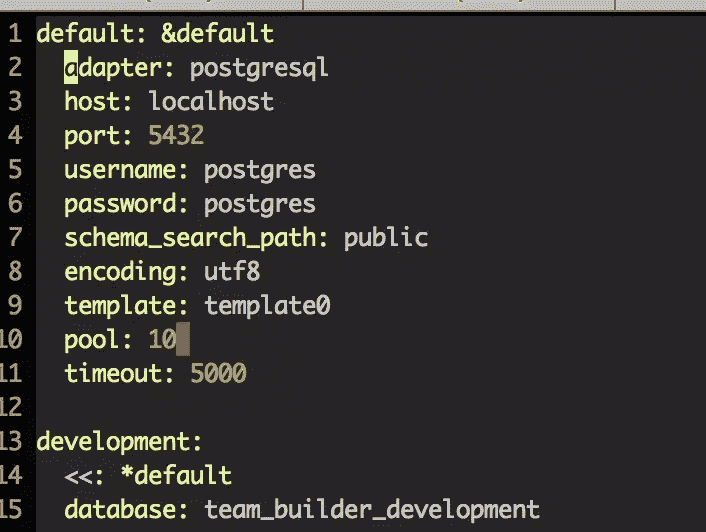 1 default: &default
2   adapter: postgresql
3   host: localhost
4   port: 5432
5   username: postgres
6   password: postgres
7   schema_search_path: public
8   encoding: utf8
9   template: template0
10   pool: 10
11   timeout: 5000
12
13 development:
14   <<: *default
15   database: team_builder_development